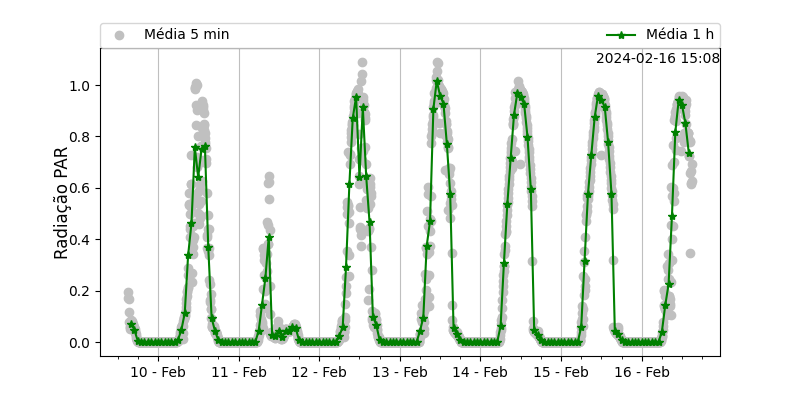 Média 5 min
Média 1 h
2024-02-16 15:08
Radiação PAR
1.0
0.8
0.6
0.4
0.2
0.0
10 - Feb
11 - Feb
12 - Feb
13 - Feb
14 - Feb
15 - Feb
16 - Feb